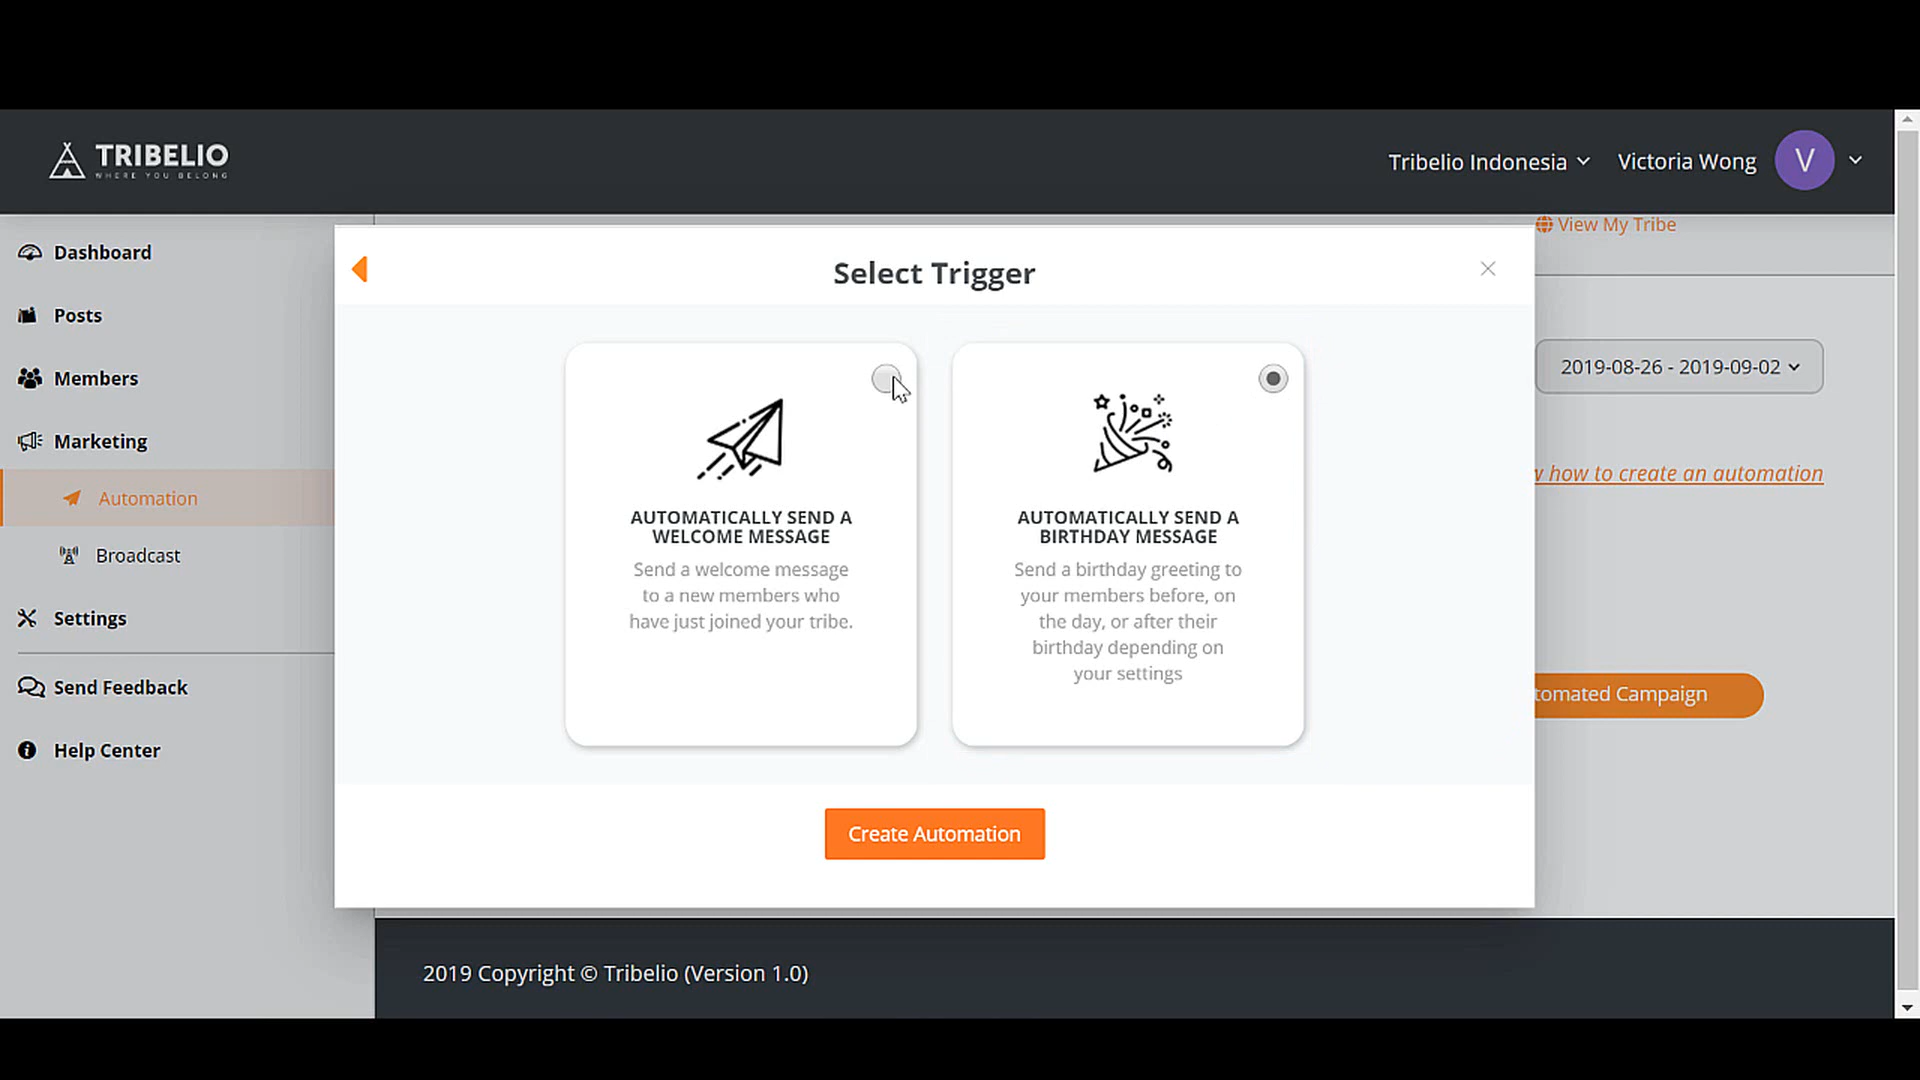 TRIBELIO
WHERE YOU BELONG
Tribelio Indonesia
Victoria Wong
V
View My Tribe
Dashboard
Posts
Members
Marketing
Automation
Broadcast
Settings
Send Feedback
Help Center
Select Trigger
AUTOMATICALLY SEND A
WELCOME MESSAGE
Send a welcome message
to a new members who
have just joined your tribe.
AUTOMATICALLY SEND A
BIRTHDAY MESSAGE
Send a birthday greeting to
your members before, on
the day, or after their
birthday depending on
your settings
Create Automation
2019-08-26 - 2019-09-02
how to create an automation
Campaign
2019 Copyright © Tribelio (Version 1.0)